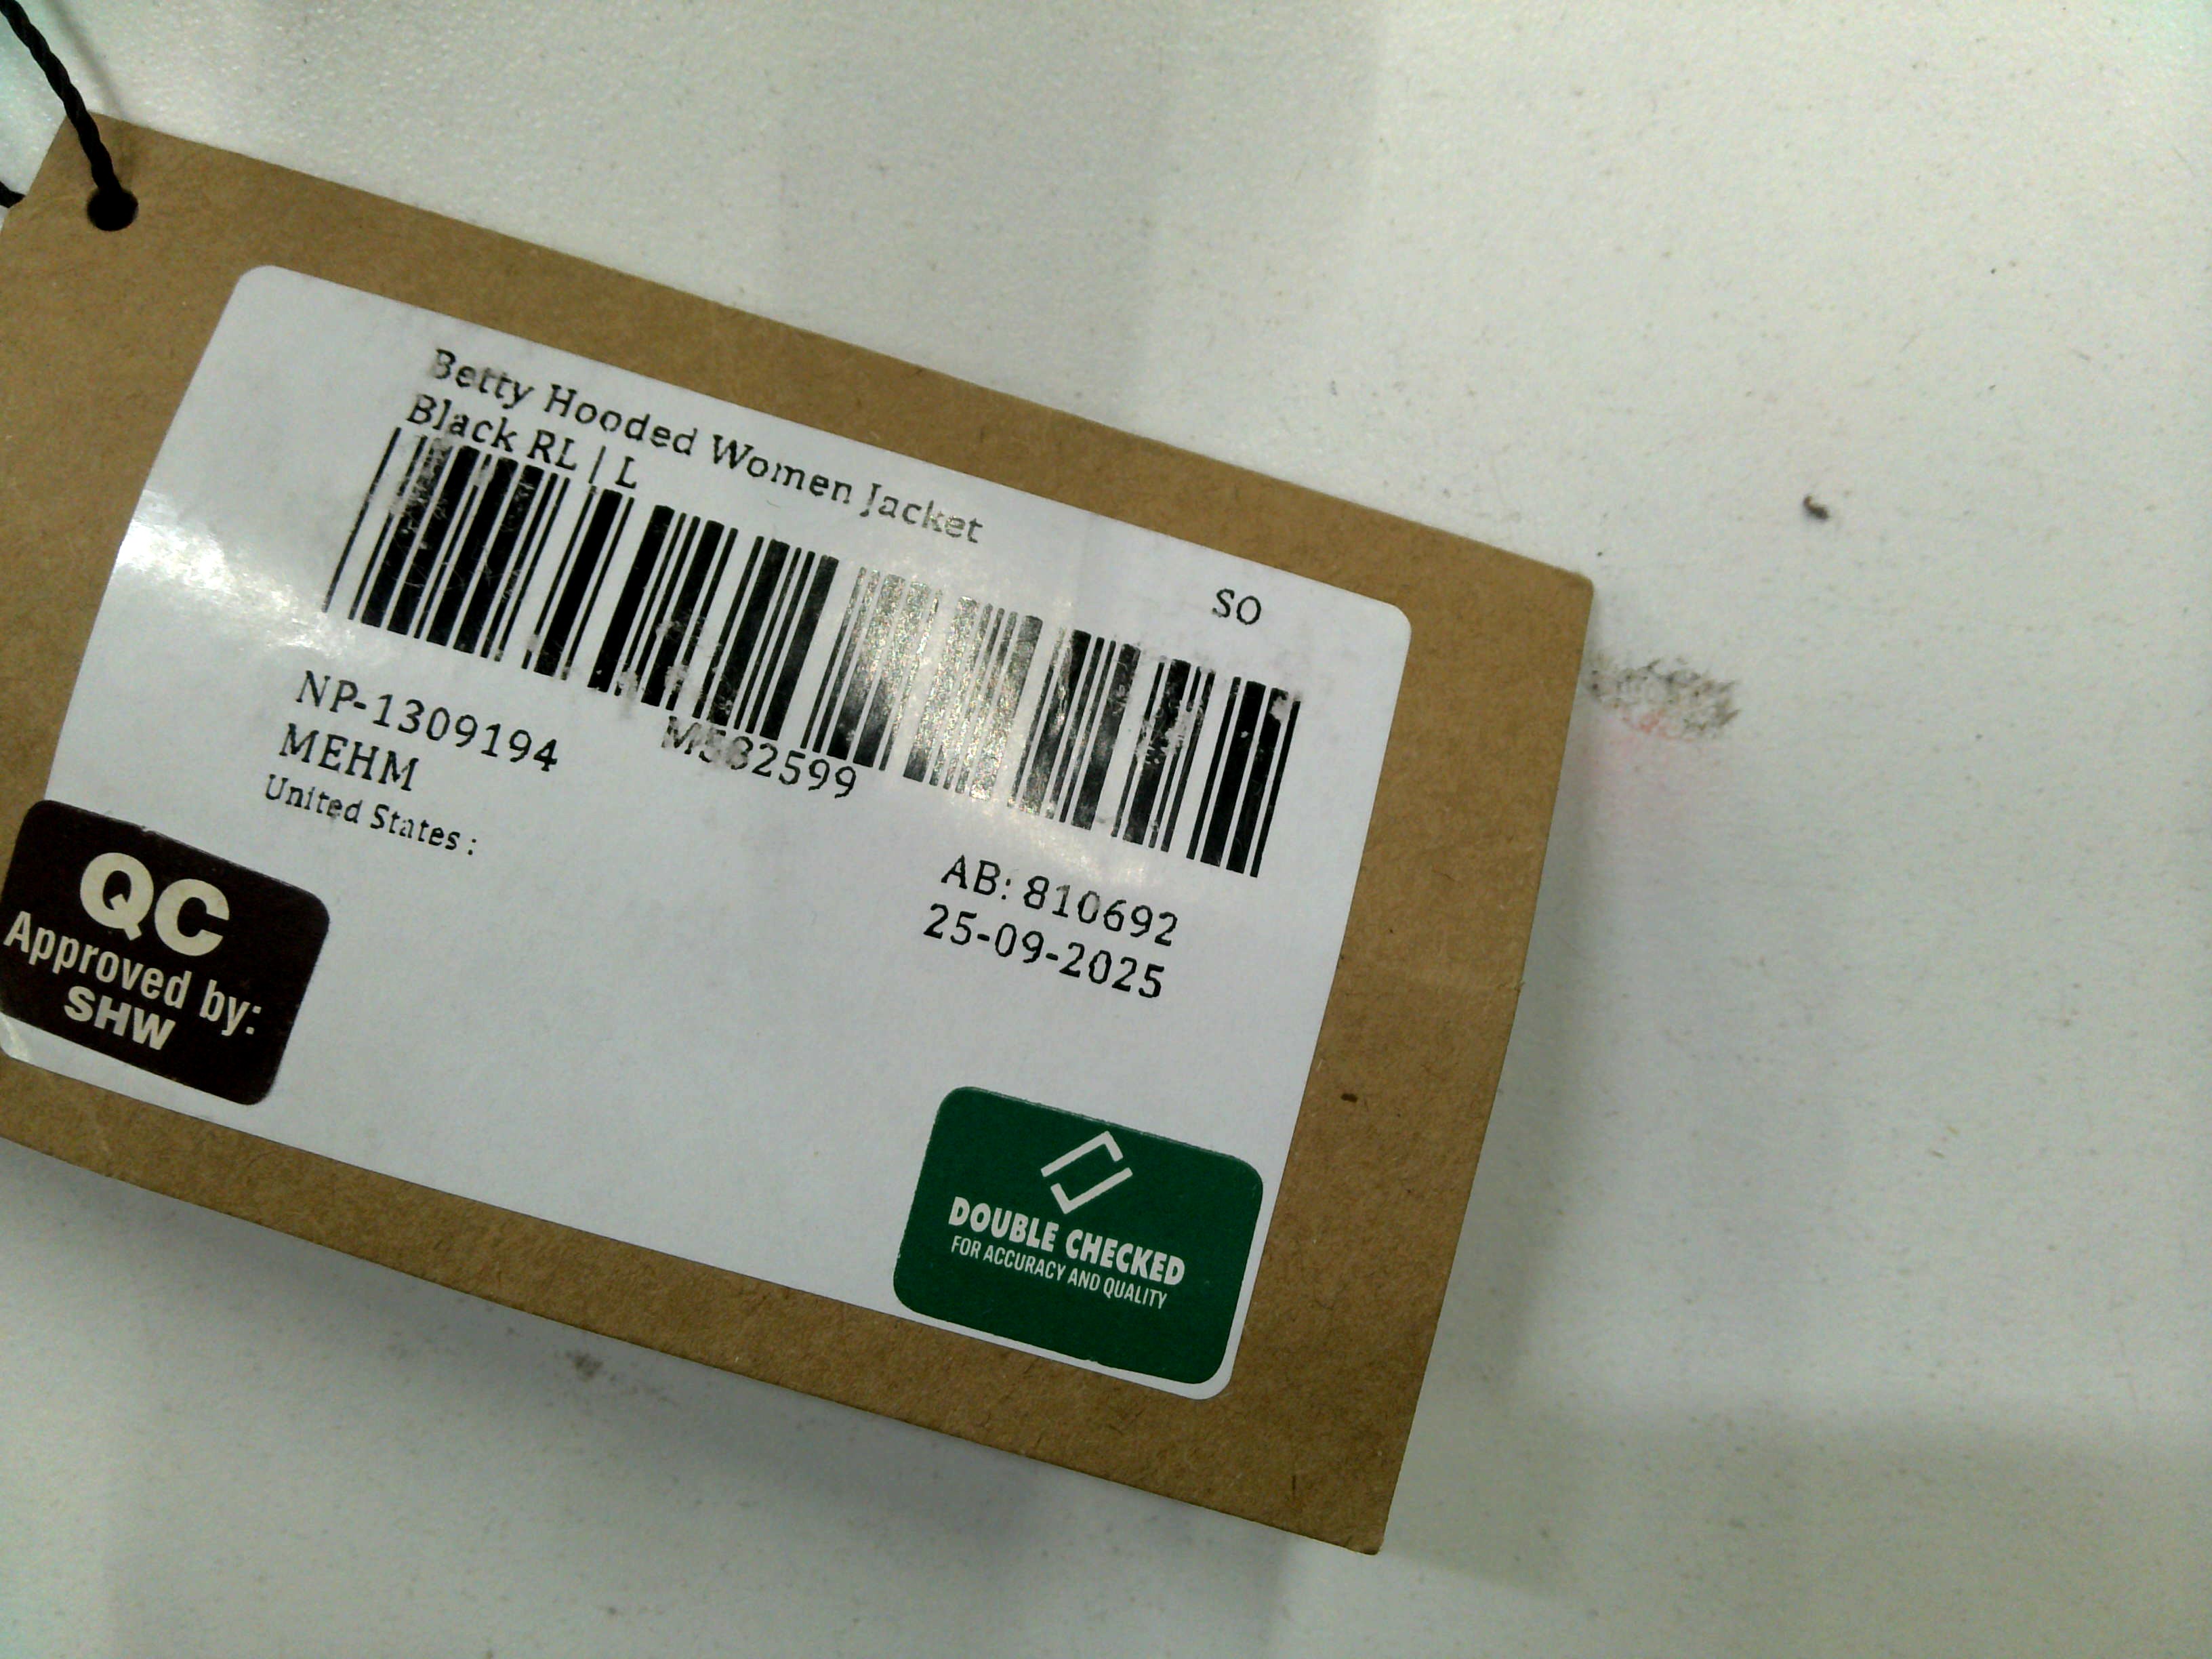 Betty Hooded Women Jacket
Black RL | L
SO
NP-1309194
M582599
MEHM
United States :
AB: 810692
25-09-2025
QC
Approved by:
SHW
DOUBLE CHECKED
FOR ACCURACY AND QUALITY